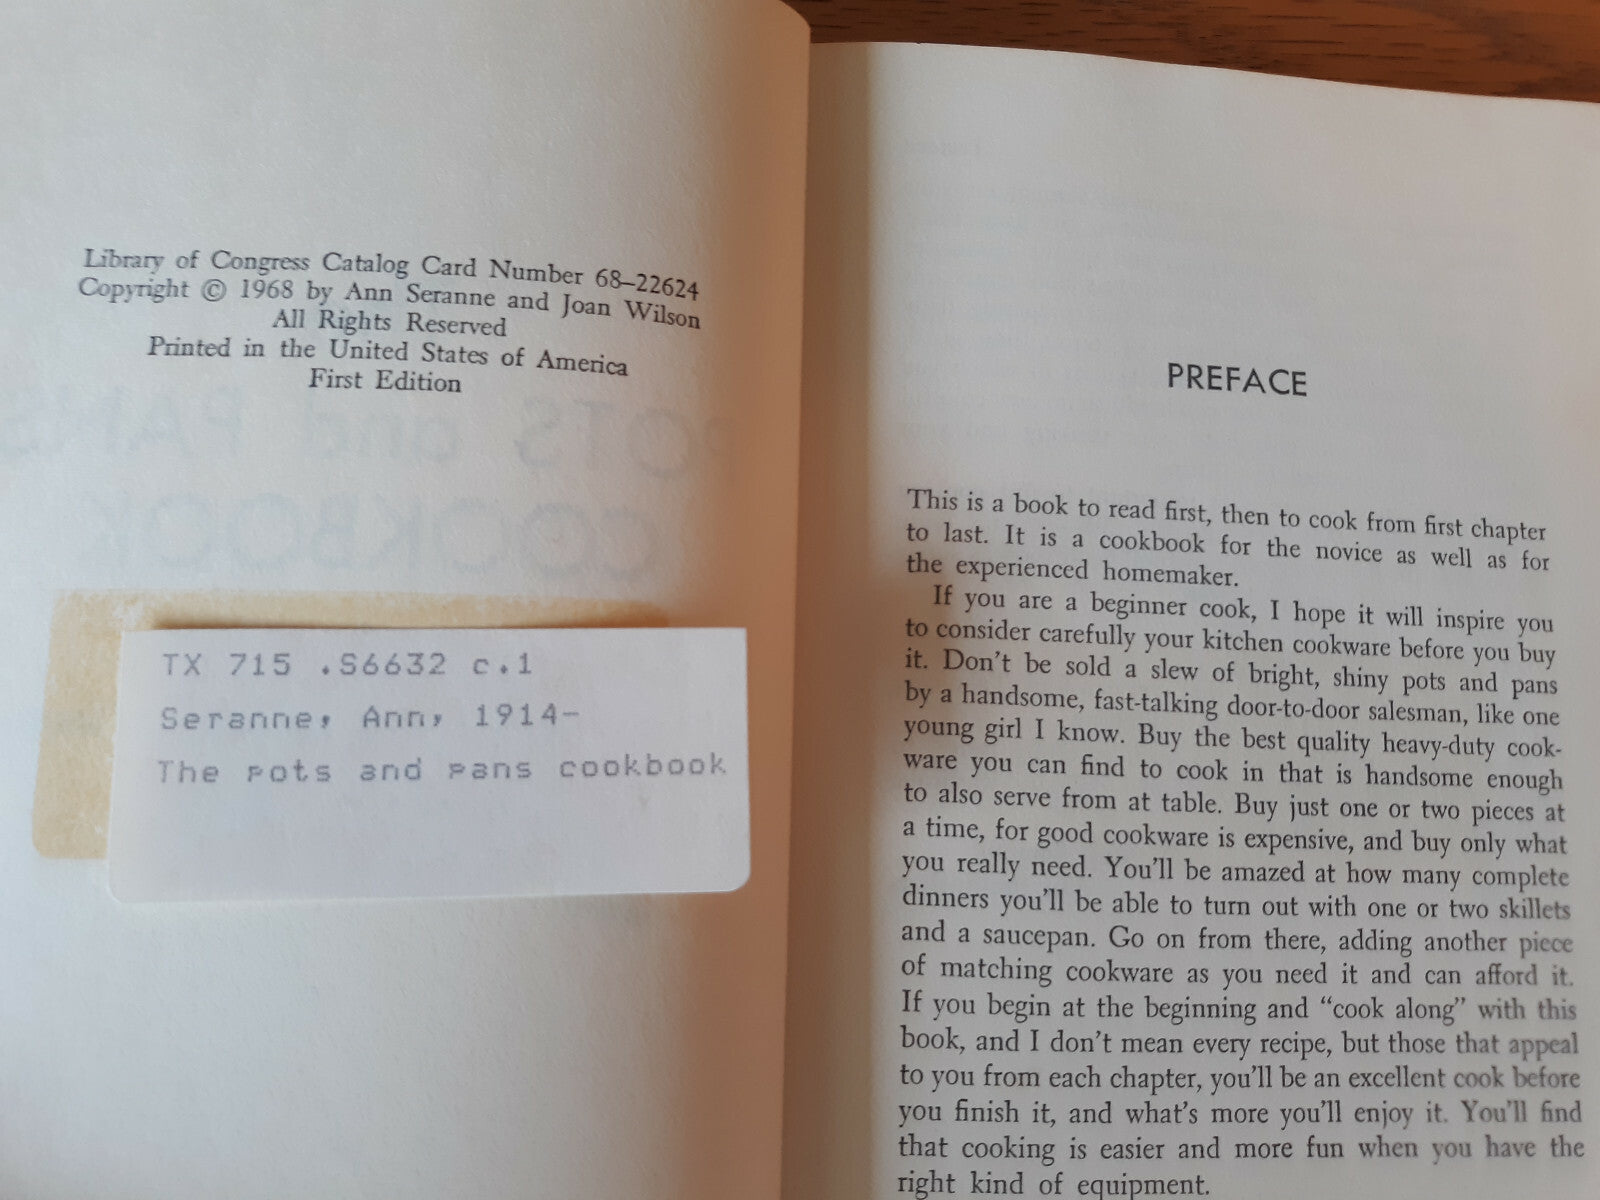 Library of Congress Catalog Card Number 68–22624
Copyright © 1968 by Ann Seranne and Joan Wilson
All Rights Reserved
Printed in the United States of America
First Edition
POTS and PANS
COOKBOOK
TX 715 .S6632 c.1
Seranne, Ann, 1914-
The pots and pans cookbook
PREFACE
This is a book to read first, then to cook from first chapter
to last. It is a cookbook for the novice as well as for
the experienced homemaker.
If you are a beginner cook, I hope it will inspire you
to consider carefully your kitchen cookware before you buy
it. Don't be sold a slew of bright, shiny pots and pans
by a handsome, fast-talking door-to-door salesman, like one
young girl I know. Buy the best quality heavy-duty cook-
ware you can find to cook in that is handsome enough
to also serve from at table. Buy just one or two pieces at
a time, for good cookware is expensive, and buy only what
you really need. You'll be amazed at how many complete
dinners you'll be able to turn out with one or two skillets
and a saucepan. Go on from there, adding another piece
of matching cookware as you need it and can afford it.
If you begin at the beginning and “cook along” with this
book, and I don't mean every recipe, but those that appeal
to you from each chapter, you'll be an excellent cook before
you finish it, and what's more you'll enjoy it. You'll find
that cooking is easier and more fun when you have the
right kind of equipment.